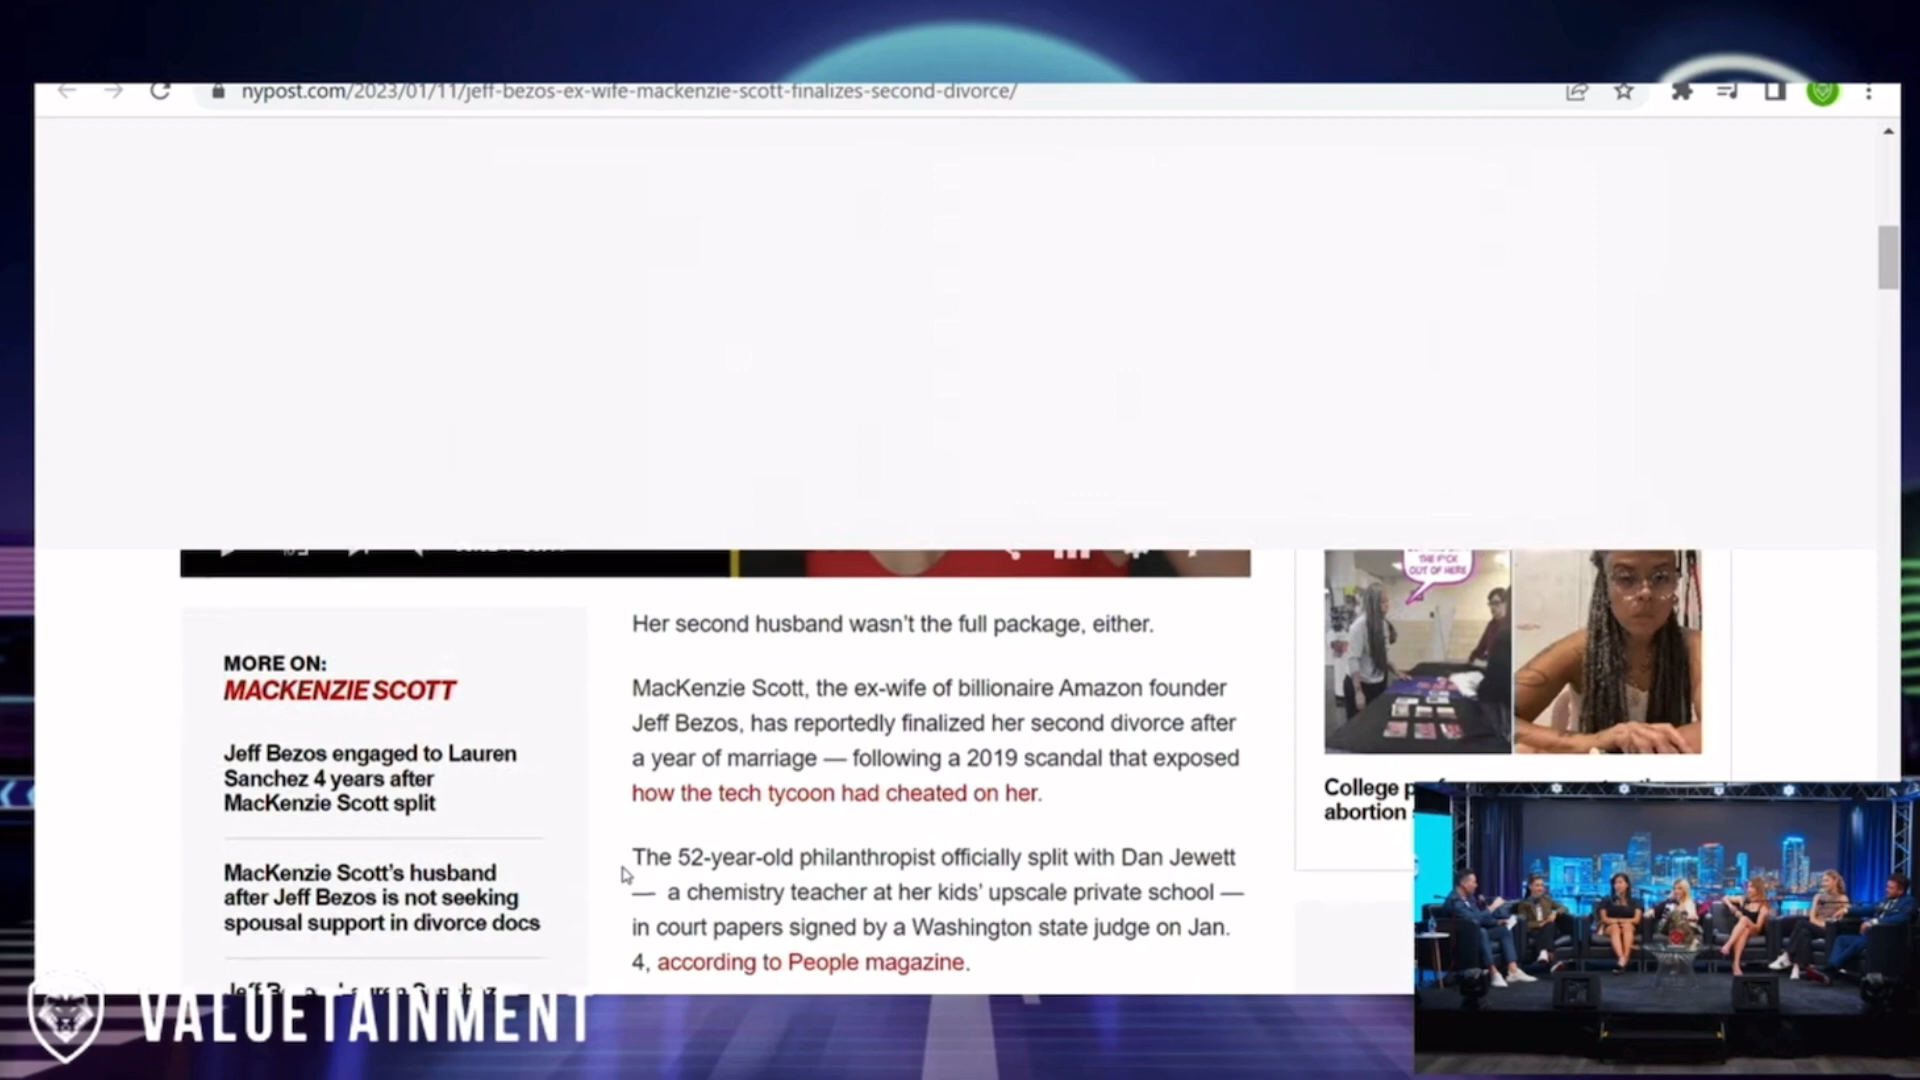 nypost.com/2023/01/11/jeff-bezos-ex-wife-mackenzie-scott-finalizes-second-divorce/
THE F*CK
OUT OF HERE
Her second husband wasn't the full package, either.
MORE ON:
MACKENZIE SCOTT
MacKenzie Scott, the ex-wife of billionaire Amazon founder
Jeff Bezos, has reportedly finalized her second divorce after
a year of marriage — following a 2019 scandal that exposed
how the tech tycoon had cheated on her.
Jeff Bezos engaged to Lauren
Sanchez 4 years after
MacKenzie Scott split
The 52-year-old philanthropist officially split with Dan Jewett
— a chemistry teacher at her kids' upscale private school —
in court papers signed by a Washington state judge on Jan.
4, according to People magazine.
MacKenzie Scott's husband
after Jeff Bezos is not seeking
spousal support in divorce docs
College
abortion
VALUETAINMENT